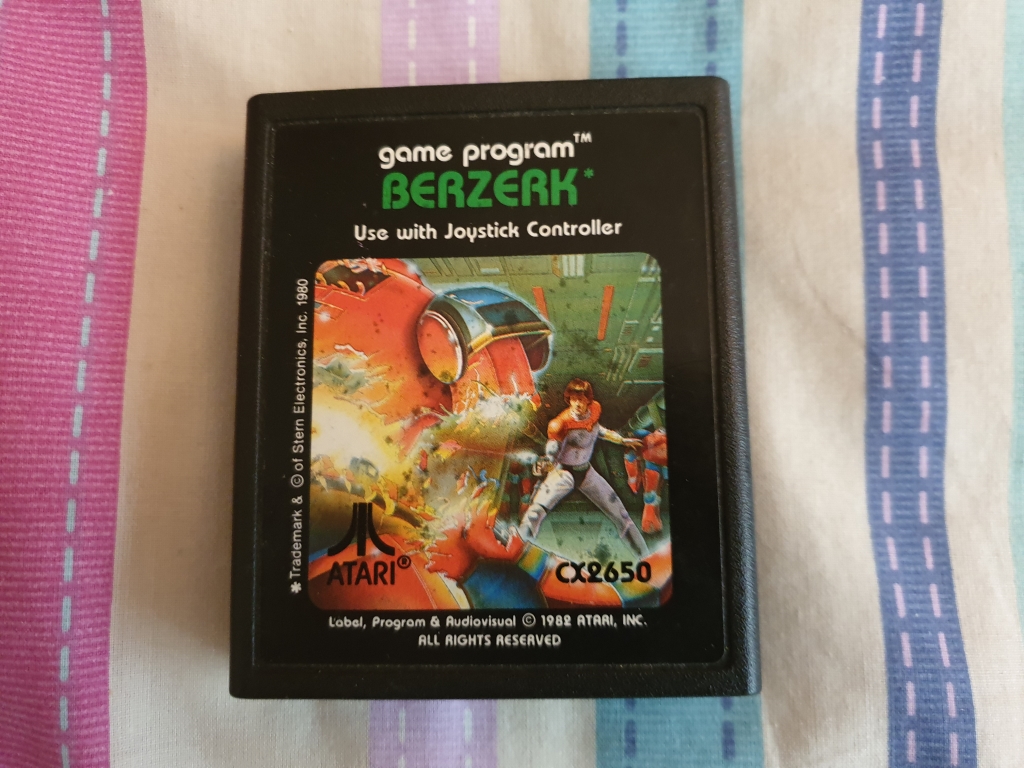 game program™
BERZERK*
Use with Joystick Controller
*Trademark & © of Stern Electronics, Inc. 1980
ATARI®
CX2650
Label, Program & Audiovisual © 1982 ATARI, INC.
ALL RIGHTS RESERVED